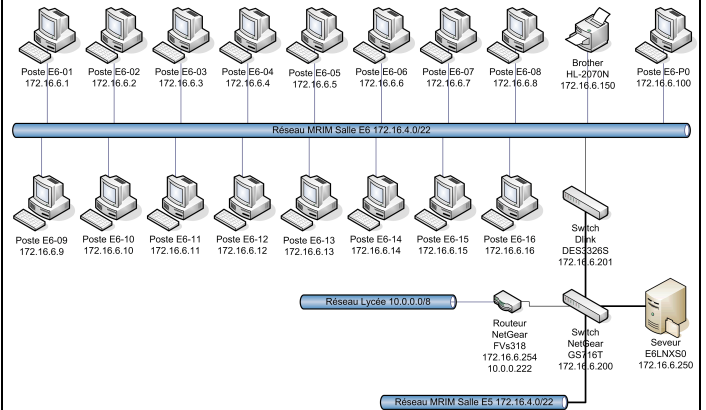 Poste E6-01
172.16.6.1
Poste E6-02
172.16.6.2
Poste E6-03
172.16.6.3
Poste E6-04
172.16.6.4
Poste E6-05
172.16.6.5
Poste E6-06
172.16.6.6
Poste E6-07
172.16.6.7
Poste E6-08
172.16.6.8
Brother
HL-2070N
172.16.6.150
Poste E6-P0
172.16.6.100
Réseau MRIM Salle E6 172.16.4.0/22
Poste E6-09
172.16.6.9
Poste E6-10
172.16.6.10
Poste E6-11
172.16.6.11
Poste E6-12
172.16.6.12
Poste E6-13
172.16.6.13
Poste E6-14
172.16.6.14
Poste E6-15
172.16.6.15
Poste E6-16
172.16.6.16
Switch
Dlink
DES3326S
172.16.6.201
Réseau Lycée 10.0.0.0/8
Routeur
NetGear
FVs318
172.16.6.254
10.0.0.222
Switch
NetGear
GS716T
172.16.6.200
Seveur
E6LNXS0
172.16.6.250
Réseau MRIM Salle E5 172.16.4.0/22